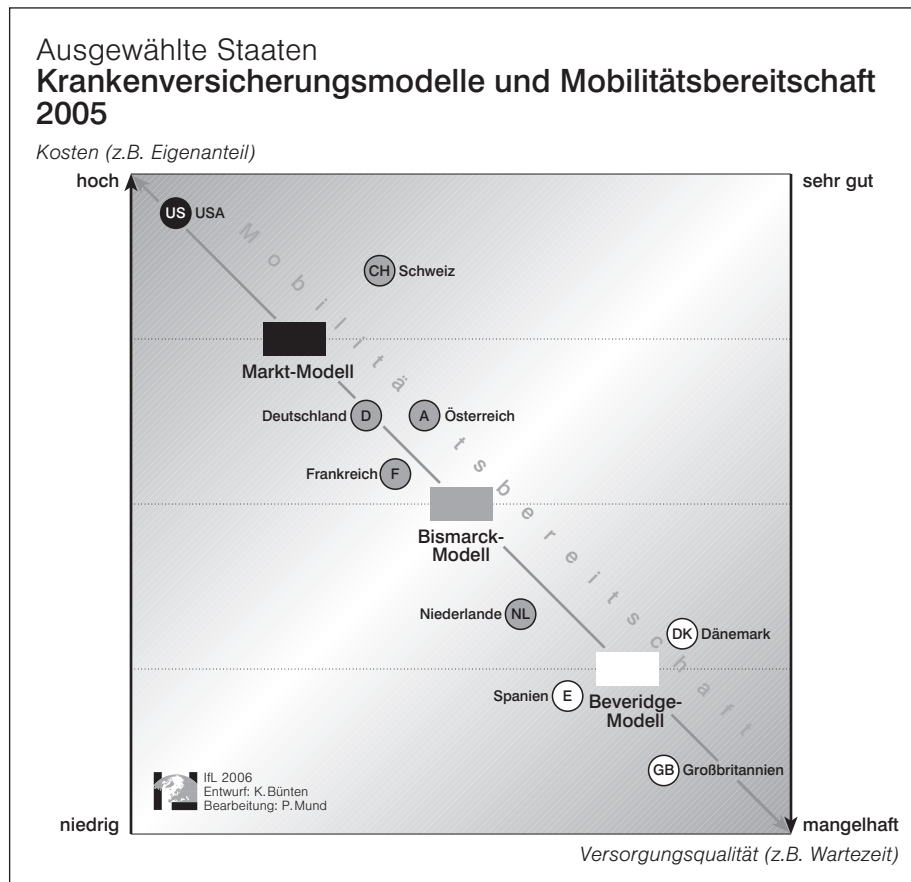 Ausgewählte Staaten
Krankenversicherungsmodelle und Mobilitätsbereitschaft
2005
Kosten (z.B. Eigenanteil)
hoch
sehr gut
US USA
Mobilitätsbereitschaft
CH Schweiz
Markt-Modell
Deutschland D
A Österreich
Frankreich F
Bismarck-
Modell
Niederlande NL
DK Dänemark
Spanien E
Beveridge-
Modell
GB Großbritannien
IfL 2006
Entwurf: K.Bünten
Bearbeitung: P.Mund
niedrig
mangelhaft
Versorgungsqualität (z.B. Wartezeit)